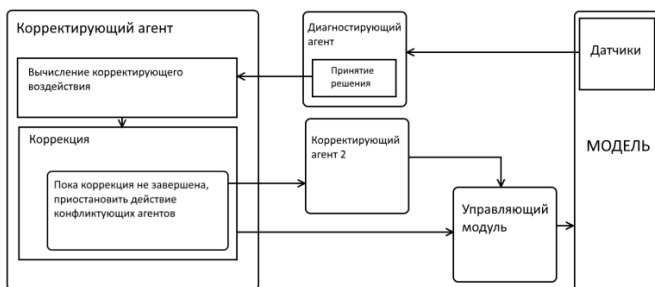 Корректирующий агент
Вычисление корректирующего
воздействия
Коррекция
Пока коррекция не завершена,
приостановить действие
конфликтующих агентов
Диагностирующий
агент
Принятие
решения
Корректирующий
агент 2
Управляющий
модуль
Датчики
МОДЕЛЬ